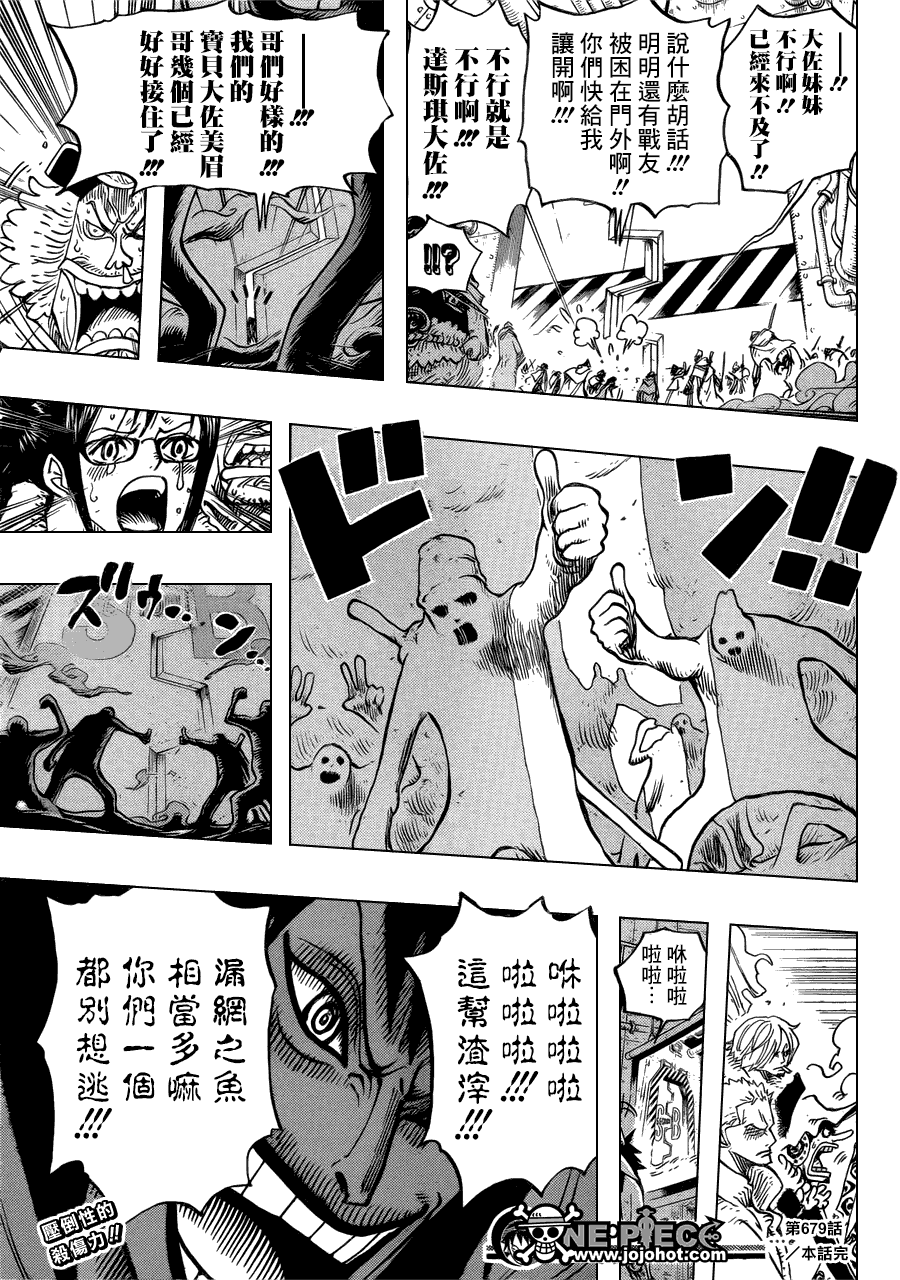 ——!!
大佐妹妹
不行啊!!
已經來不及了!!
說什麼胡話!!!
明明還有戰友
被困在門外啊!!
你們快給我
讓開啊!!!
不行就是
不行啊!!!
達斯琪大佐!!!
!!?
——!!!
哥們好樣的!!!
我們的
寶貝大佐美眉
哥幾個已經
好好接住了!!!
ドン!!
B
ズゥ...ン...
咻啦啦
啦啦...
S-B
咻啦啦啦
啦啦啦!!!
這幫渣滓!!!
漏網之魚
相當多嘛
你們一個
都別想逃!!!
壓倒性的
殺傷力!!
ONE PIECE
www.jojohot.com
第679話
…/本話完